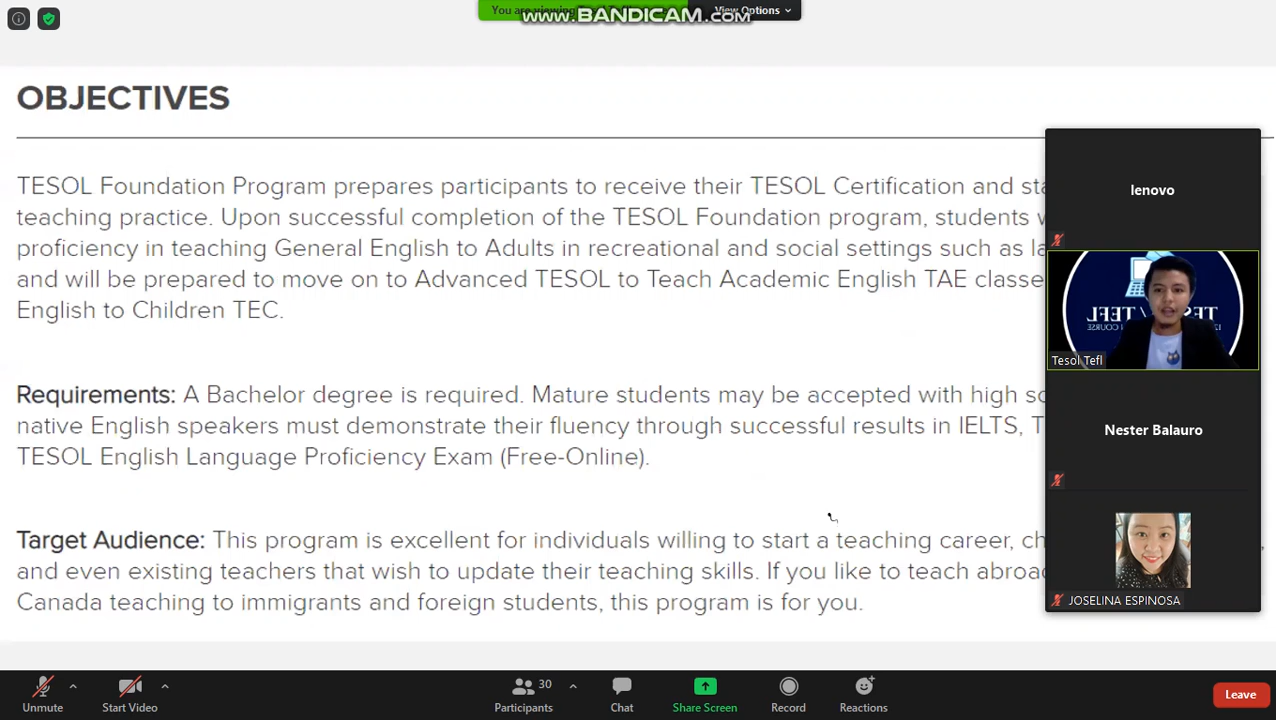 You are viewing
View Options
www.BANDICAM.com
OBJECTIVES
TESOL Foundation Program prepares participants to receive their TESOL Certification and
teaching practice. Upon successful completion of the TESOL Foundation program, students
proficiency in teaching General English to Adults in recreational and social settings such as
and will be prepared to move on to Advanced TESOL to Teach Academic English TAE
English to Children TEC.
Requirements: A Bachelor degree is required. Mature students may be accepted with high
native English speakers must demonstrate their fluency through successful results in IELTS,
TESOL English Language Proficiency Exam (Free-Online).
Target Audience: This program is excellent for individuals willing to start a teaching career,
and even existing teachers that wish to update their teaching skills. If you like to teach
Canada teaching to immigrants and foreign students, this program is for you.
lenovo
TEFL
Tesol Tefl
Nester Balauro
JOSELINA ESPINOSA
Unmute
Start Video
30
Participants
Chat
Share Screen
Record
Reactions
Leave